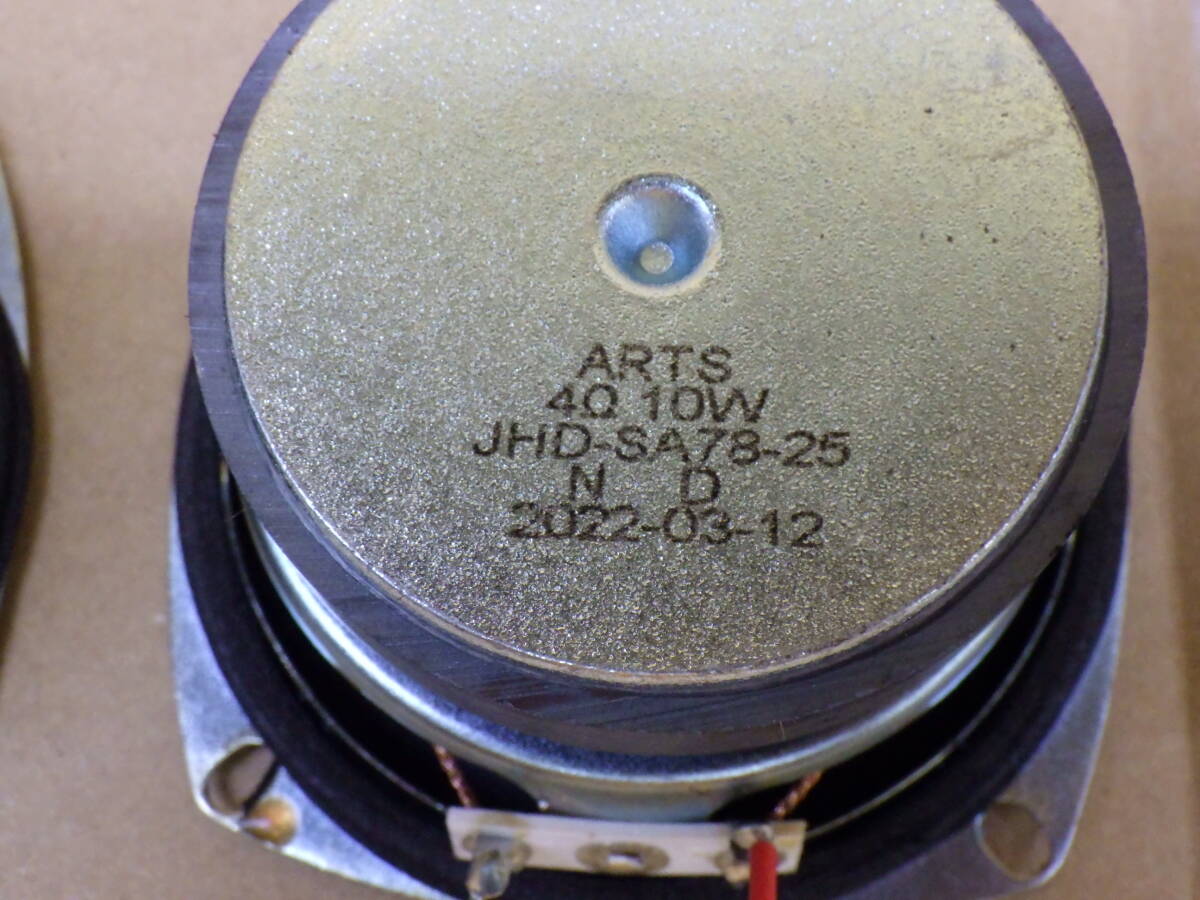 ARTS
4Ω 10W
JHD-SA78-25
N D
2022-03-12